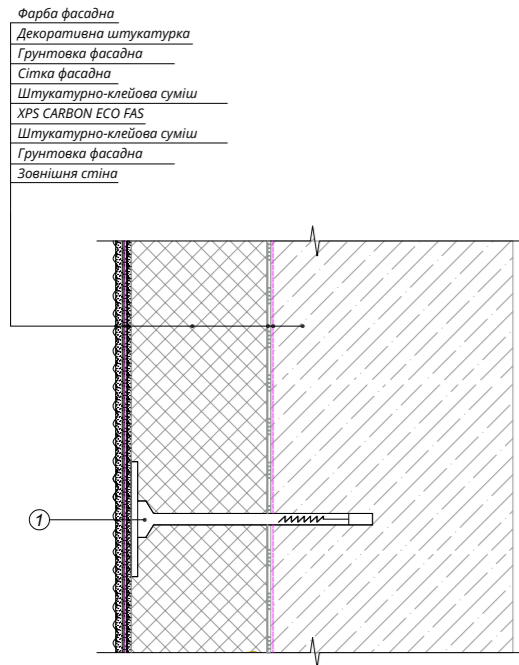 Фарба фасадна
Декоративна штукатурка
Грунтовка фасадна
Сітка фасадна
Штукатурно-клейова суміш
XPS CARBON ECO FAS
Штукатурно-клейова суміш
Грунтовка фасадна
Зовнішня стіна
1